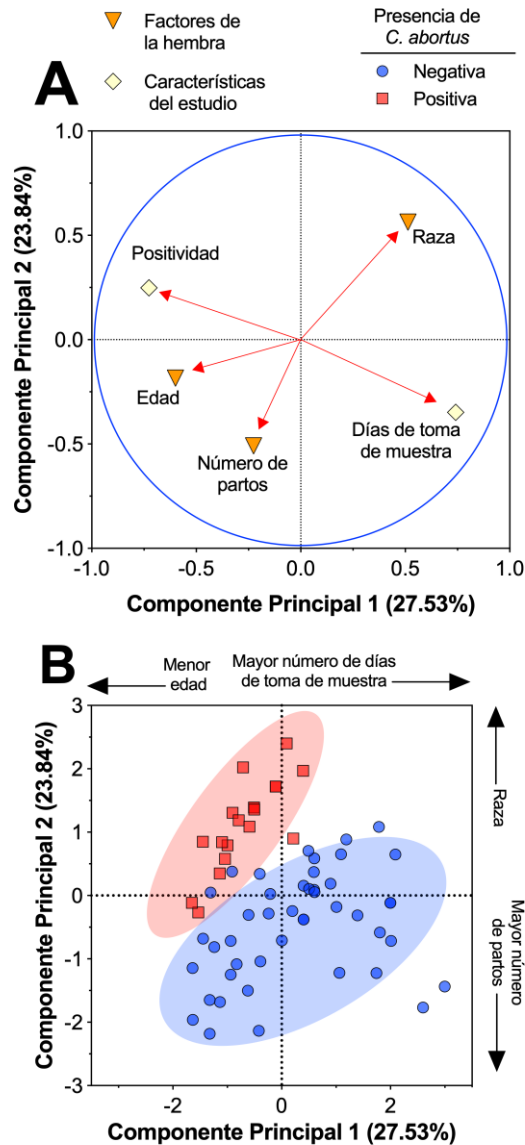 Factores de
la hembra
Características
del estudio
Presencia de
C. abortus
Negativa
Positiva
A
Componente Principal 2 (23.84%)
1.0
0.5
0.0
-0.5
-1.0
Positividad
Raza
Edad
Número de
partos
Días de toma
de muestra
-1.0
-0.5
0.0
0.5
1.0
Componente Principal 1 (27.53%)
B
Menor
edad
Mayor número de días
de toma de muestra
Componente Principal 2 (23.84%)
3
2
1
0
-1
-2
-3
Raza
Mayor número
de partos
-2
0
2
Componente Principal 1 (27.53%)